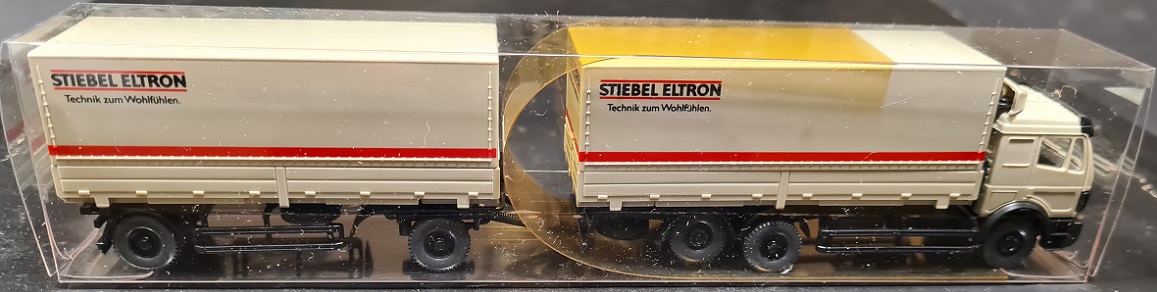 STIEBEL ELTRON
Technik zum Wohlfühlen.
STIEBEL ELTRON
Technik zum Wohlfühlen.